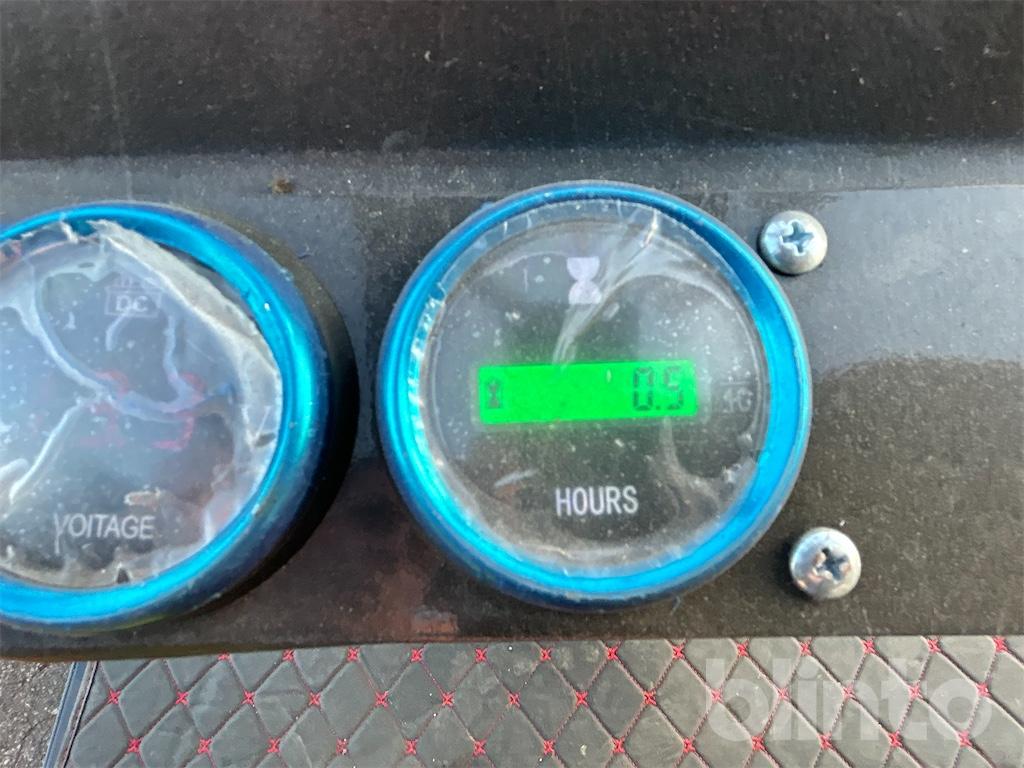 DC
VOITAGE
0.5
HOURS
blinto